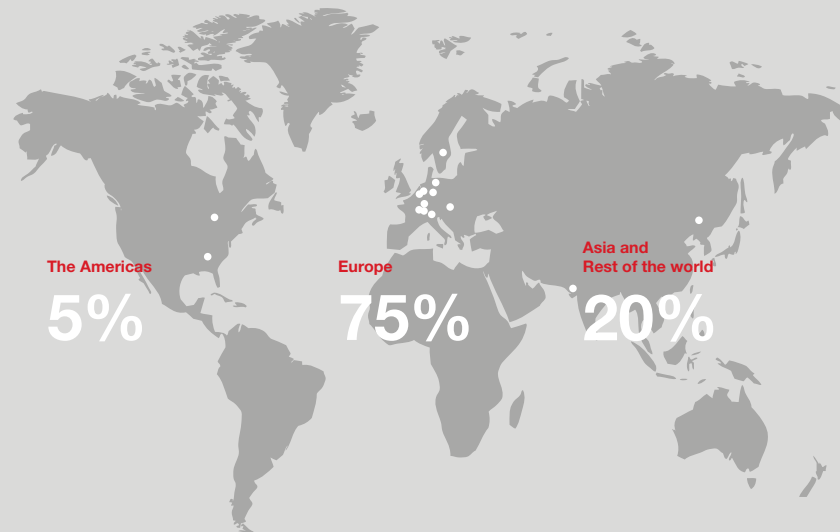 The Americas
5%
Europe
75%
Asia and
Rest of the world
20%